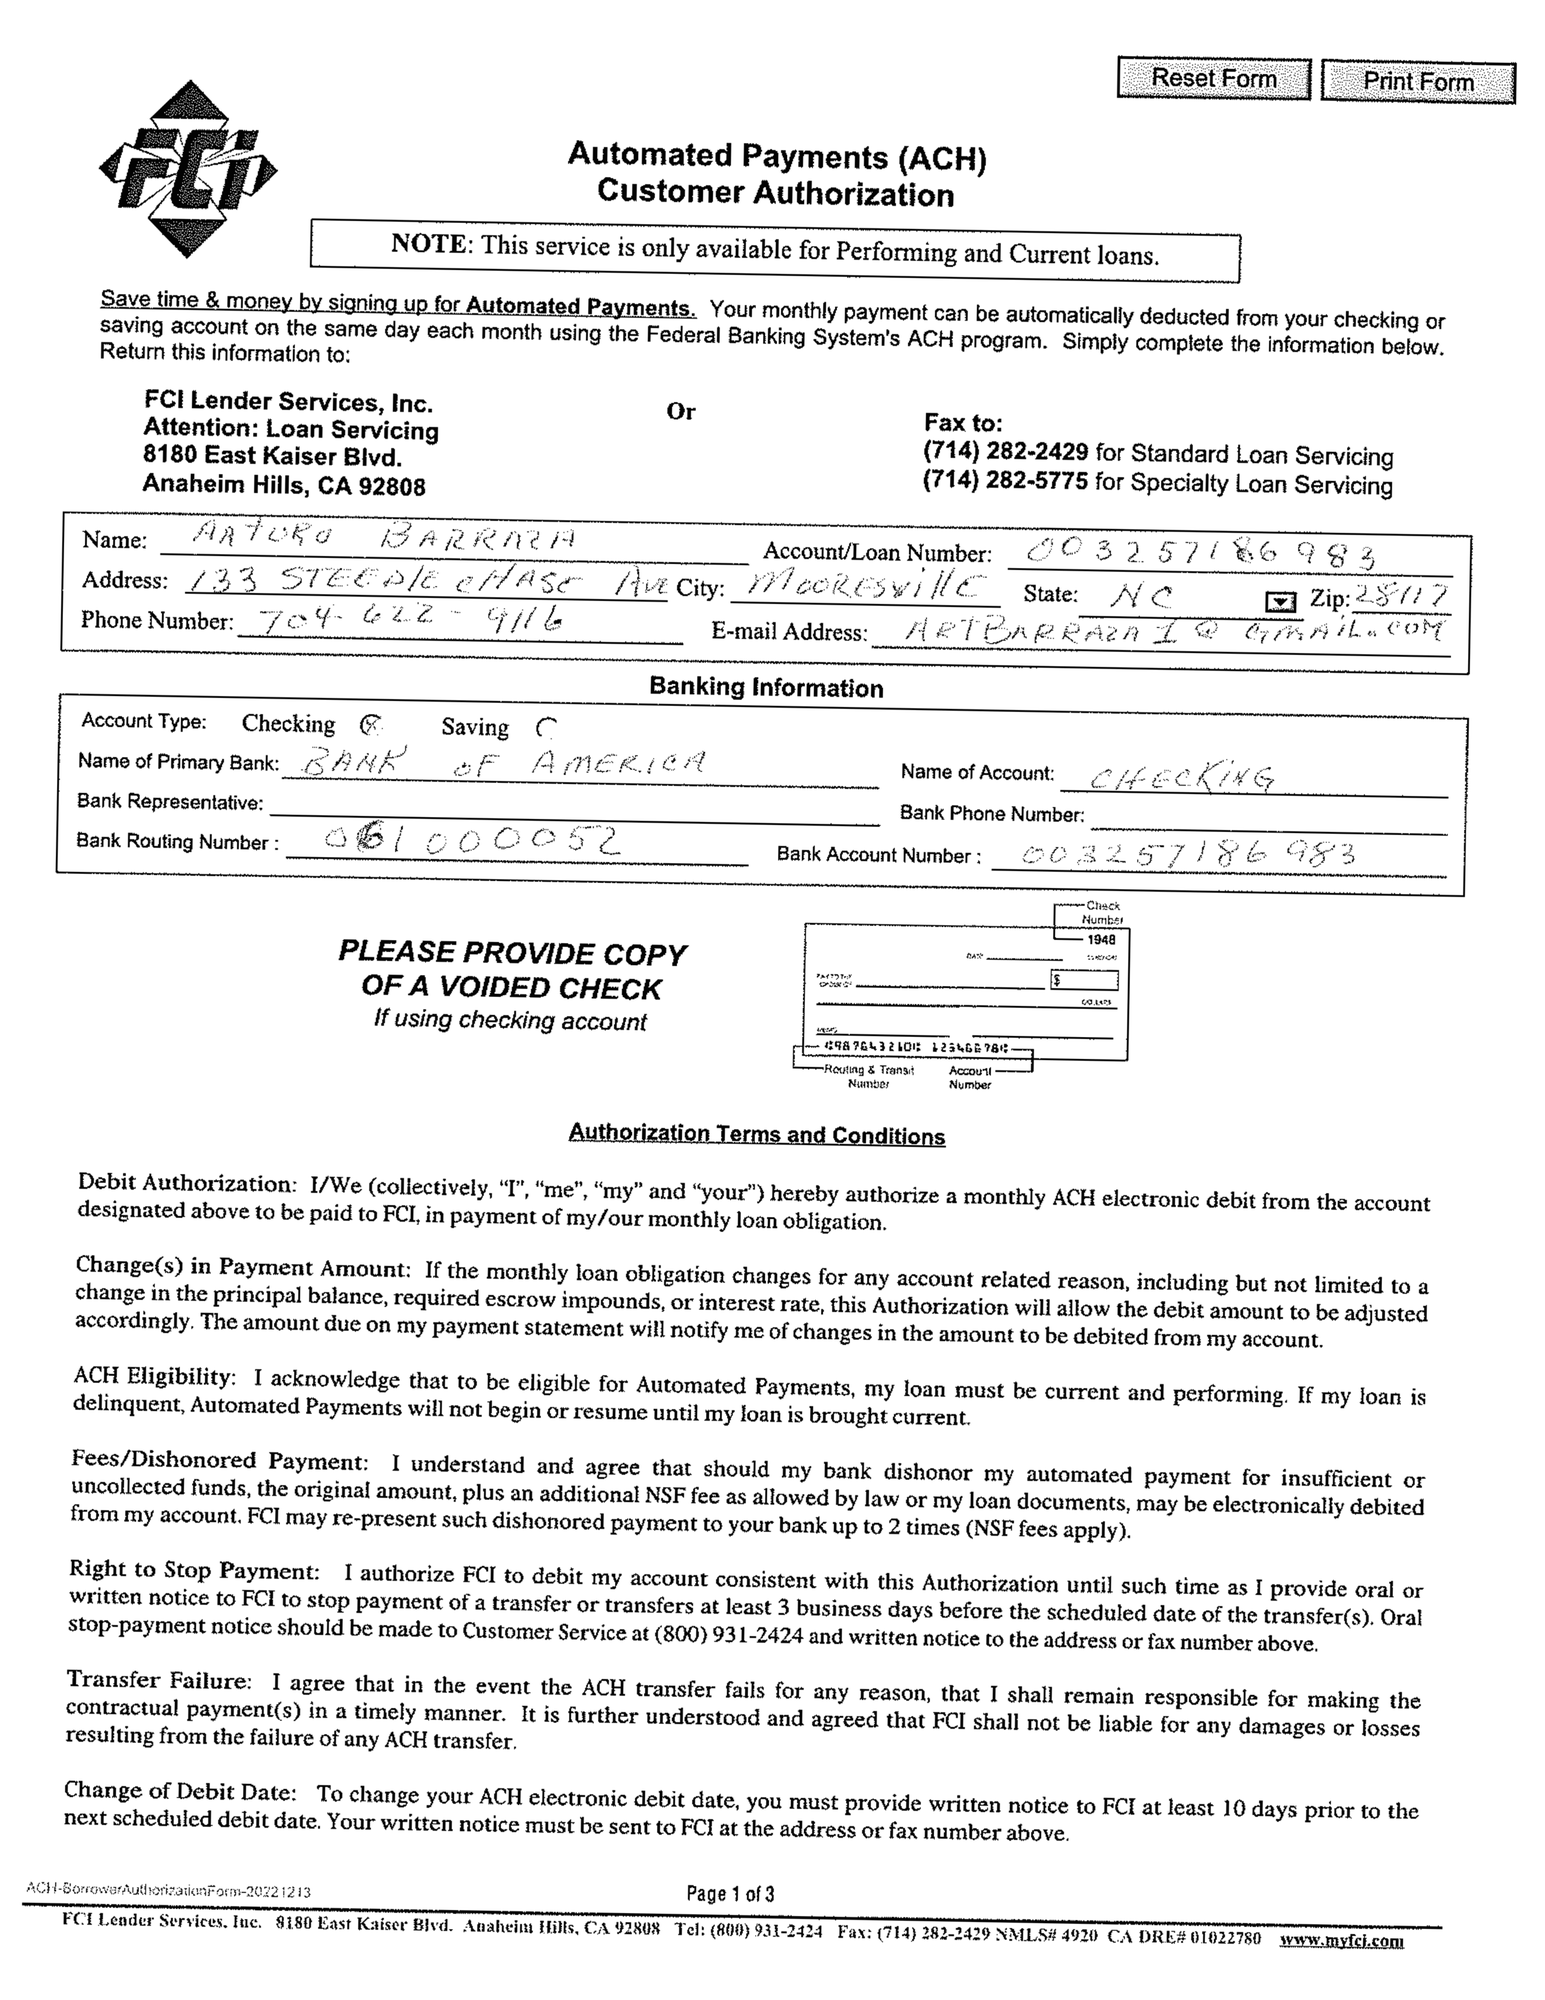 Reset Form Print Form
FCI
Automated Payments (ACH)
Customer Authorization
NOTE: This service is only available for Performing and Current loans.
Save time & money by signing up for Automated Payments. Your monthly payment can be automatically deducted from your checking or
saving account on the same day each month using the Federal Banking System's ACH program. Simply complete the information below.
Return this information to:
FCI Lender Services, Inc.
Attention: Loan Servicing
8180 East Kaiser Blvd.
Anaheim Hills, CA 92808
Or
Fax to:
(714) 282-2429 for Standard Loan Servicing
(714) 282-5775 for Specialty Loan Servicing
Name: ARTURO BARRAZA Account/Loan Number: 003257186983
Address: 133 STEEPLE CHASE AVE City: MOORESVILLE State: NC Zip: 28117
Phone Number: 704-622-9116 E-mail Address: ARTBARRAZA1@GMAIL.COM
Banking Information
Account Type: Checking Saving
Name of Primary Bank: BANK OF AMERICA Name of Account: CHECKING
Bank Representative: Bank Phone Number:
Bank Routing Number : 061000052 Bank Account Number : 003257186983
PLEASE PROVIDE COPY
OF A VOIDED CHECK
If using checking account
Check
Number
1948
DATE
PAY TO THE
ORDER OF
$
DOLLARS
MEMO
Routing & Transit
Number
Account
Number
Authorization Terms and Conditions
Debit Authorization: I/We (collectively, “I”, “me”, “my” and “your”) hereby authorize a monthly ACH electronic debit from the account
designated above to be paid to FCI, in payment of my/our monthly loan obligation.
Change(s) in Payment Amount: If the monthly loan obligation changes for any account related reason, including but not limited to a
change in the principal balance, required escrow impounds, or interest rate, this Authorization will allow the debit amount to be adjusted
accordingly. The amount due on my payment statement will notify me of changes in the amount to be debited from my account.
ACH Eligibility: I acknowledge that to be eligible for Automated Payments, my loan must be current and performing. If my loan is
delinquent, Automated Payments will not begin or resume until my loan is brought current.
Fees/Dishonored Payment: I understand and agree that should my bank dishonor my automated payment for insufficient or
uncollected funds, the original amount, plus an additional NSF fee as allowed by law or my loan documents, may be electronically debited
from my account. FCI may re-present such dishonored payment to your bank up to 2 times (NSF fees apply).
Right to Stop Payment: I authorize FCI to debit my account consistent with this Authorization until such time as I provide oral or
written notice to FCI to stop payment of a transfer or transfers at least 3 business days before the scheduled date of the transfer(s). Oral
stop-payment notice should be made to Customer Service at (800) 931-2424 and written notice to the address or fax number above.
Transfer Failure: I agree that in the event the ACH transfer fails for any reason, that I shall remain responsible for making the
contractual payment(s) in a timely manner. It is further understood and agreed that FCI shall not be liable for any damages or losses
resulting from the failure of any ACH transfer.
Change of Debit Date: To change your ACH electronic debit date, you must provide written notice to FCI at least 10 days prior to the
next scheduled debit date. Your written notice must be sent to FCI at the address or fax number above.
ACH-BorrowerAuthorizationForm-20221213 Page 1 of 3
FCI Lender Services, Inc. 8180 East Kaiser Blvd. Anaheim Hills, CA 92808 Tel: (800) 931-2424 Fax: (714) 282-2429 NMLS# 4920 CA DRE# 01022780 www.myfci.com